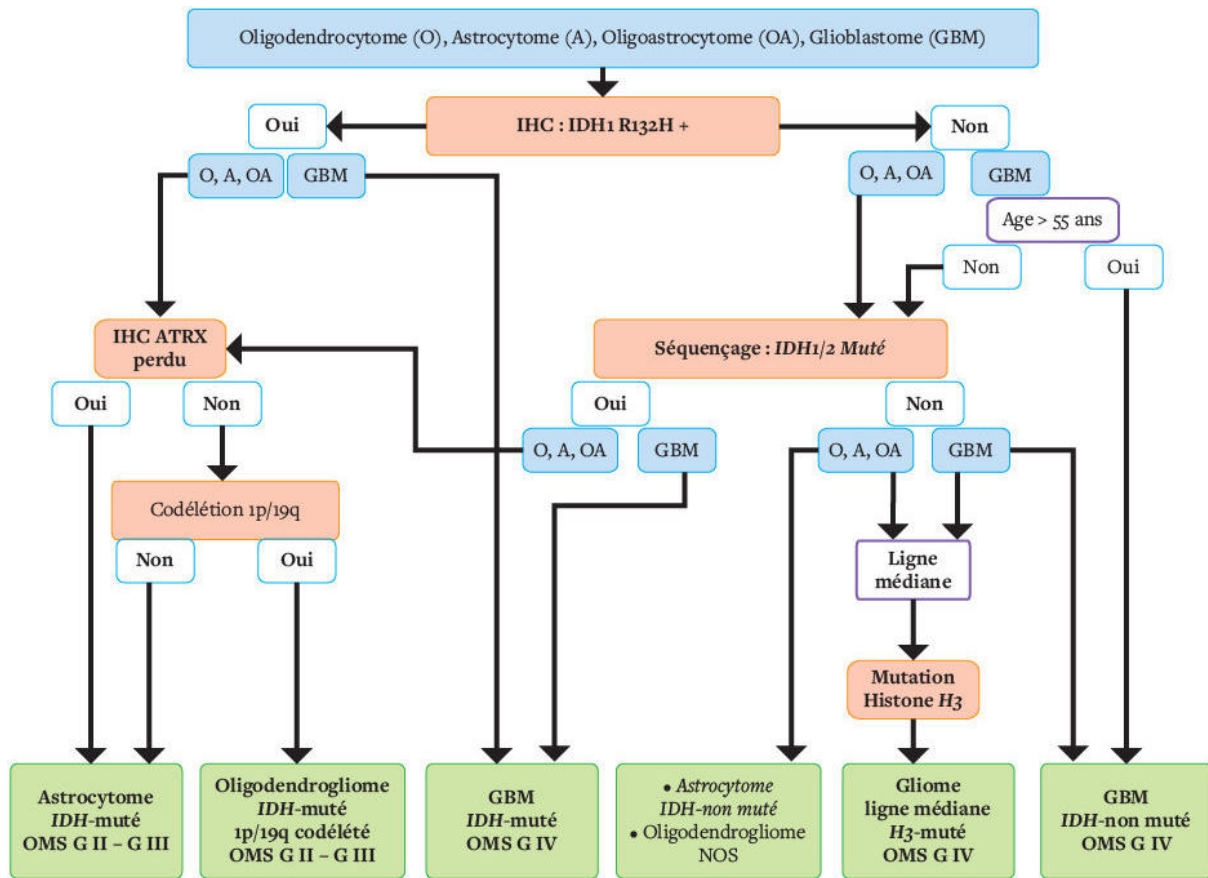 Oligodendrocytome (O), Astrocytome (A), Oligoastrocytome (OA), Glioblastome (GBM)
Oui
IHC : IDH1 R132H +
Non
O, A, OA
GBM
O, A, OA
GBM
Age > 55 ans
Non
Oui
IHC ATRX
perdu
Séquençage : IDH1/2 Muté
Oui
Non
Oui
Non
O, A, OA
GBM
O, A, OA
GBM
Codélétion 1p/19q
Non
Oui
Ligne
médiane
Mutation
Histone H3
Astrocytome
IDH-muté
OMS G II – G III
Oligodendrogliome
IDH-muté
1p/19q codélété
OMS G II – G III
GBM
IDH-muté
OMS G IV
• Astrocytome
IDH-non muté
• Oligodendrogliome
NOS
Gliome
ligne médiane
H3-muté
OMS G IV
GBM
IDH-non muté
OMS G IV